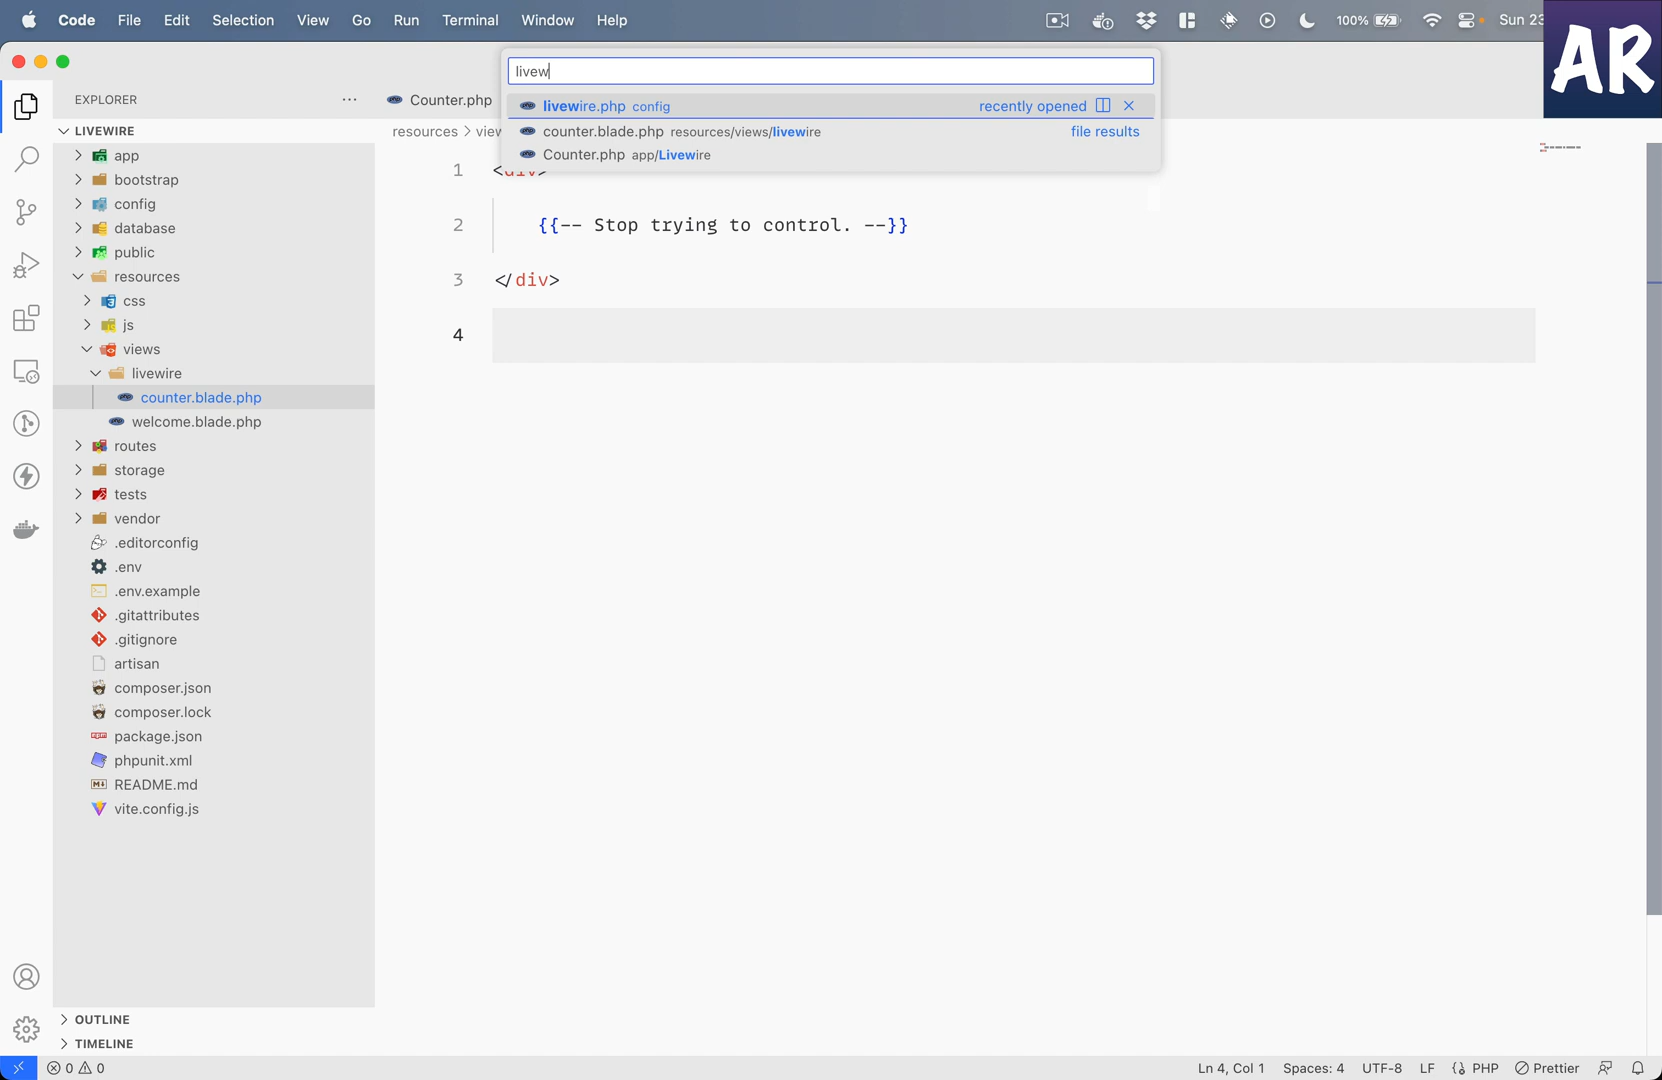 Code File Edit Selection View Go Run Terminal Window Help 100% Sun 23
AR
livew
EXPLORER
Counter.php
livewire.php config recently opened
LIVEWIRE
resources > view
counter.blade.php resources/views/livewire file results
Counter.php app/Livewire
app
1 <div>
bootstrap
config
database
2 {{-- Stop trying to control. --}}
public
resources
3 </div>
css
js
4
views
livewire
counter.blade.php
welcome.blade.php
routes
storage
tests
vendor
.editorconfig
.env
.env.example
.gitattributes
.gitignore
artisan
composer.json
composer.lock
package.json
phpunit.xml
README.md
vite.config.js
OUTLINE
TIMELINE
0 0 Ln 4, Col 1 Spaces: 4 UTF-8 LF PHP Prettier